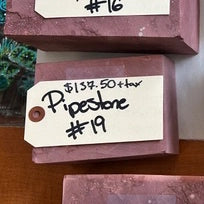 #16
$137.50 + tax
Pipestone
#19